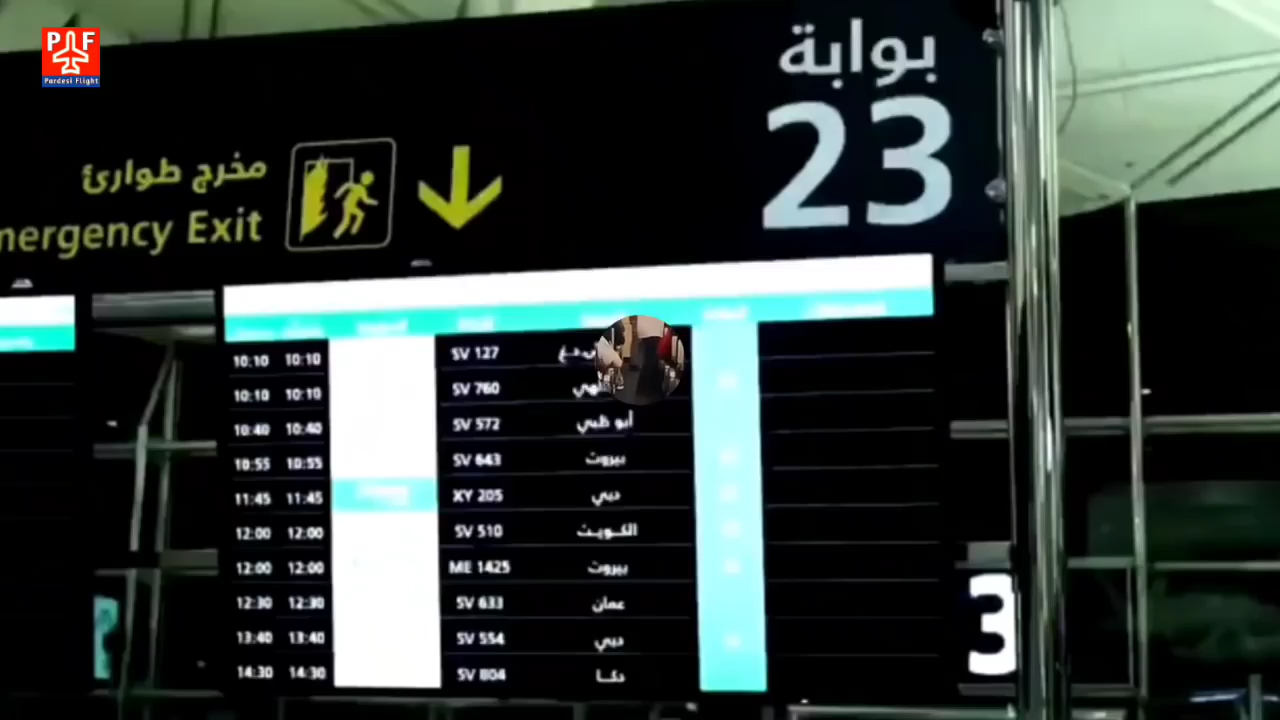 PF
Pardesi Flight
بوابة
23
مخرج طوارئ
mergency Exit
10:10 10:10 SV 127
10:10 10:10 SV 760
10:40 10:40 SV 572 أبو ظبي
10:55 10:55 SV 643 بيروت
11:45 11:45 XY 205 دبي
12:00 12:00 SV 510 الكويت
12:00 12:00 ME 1425 بيروت
12:30 12:30 SV 633 عمان
13:40 13:40 SV 554 دبي
14:30 14:30 SV 804 دكا
3